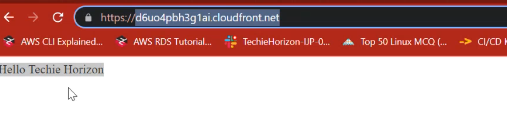 https://d6uo4pbh3g1ai.cloudfront.net
AWS CLI Explained... AWS RDS Tutorial... TechieHorizon-IJP-0... Top 50 Linux MCQ (... CI/CD K
Hello Techie Horizon